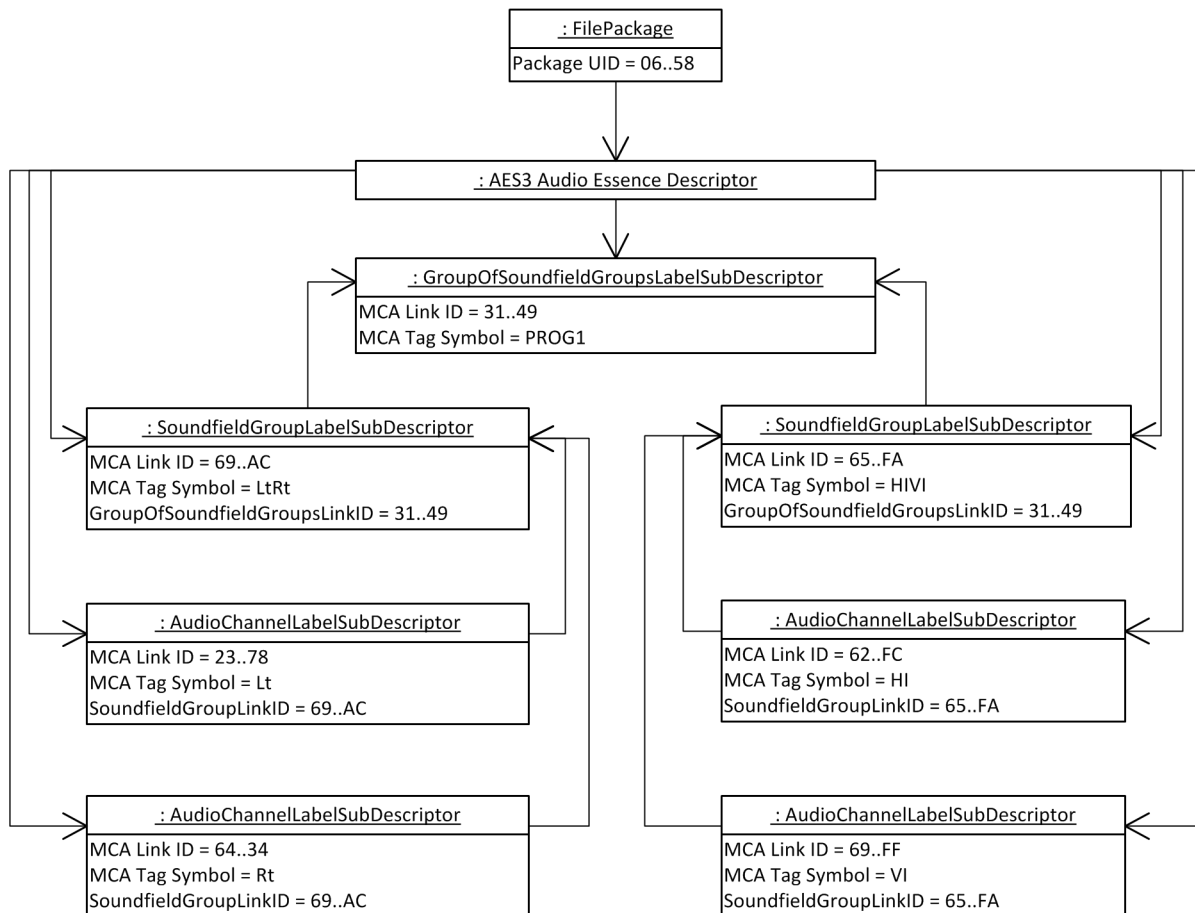 : FilePackage
Package UID = 06..58
: AES3 Audio Essence Descriptor
: GroupOfSoundfieldGroupsLabelSubDescriptor
MCA Link ID = 31..49
MCA Tag Symbol = PROG1
: SoundfieldGroupLabelSubDescriptor
MCA Link ID = 69..AC
MCA Tag Symbol = LtRt
GroupOfSoundfieldGroupsLinkID = 31..49
: SoundfieldGroupLabelSubDescriptor
MCA Link ID = 65..FA
MCA Tag Symbol = HIVI
GroupOfSoundfieldGroupsLinkID = 31..49
: AudioChannelLabelSubDescriptor
MCA Link ID = 23..78
MCA Tag Symbol = Lt
SoundfieldGroupLinkID = 69..AC
: AudioChannelLabelSubDescriptor
MCA Link ID = 62..FC
MCA Tag Symbol = HI
SoundfieldGroupLinkID = 65..FA
: AudioChannelLabelSubDescriptor
MCA Link ID = 64..34
MCA Tag Symbol = Rt
SoundfieldGroupLinkID = 69..AC
: AudioChannelLabelSubDescriptor
MCA Link ID = 69..FF
MCA Tag Symbol = VI
SoundfieldGroupLinkID = 65..FA